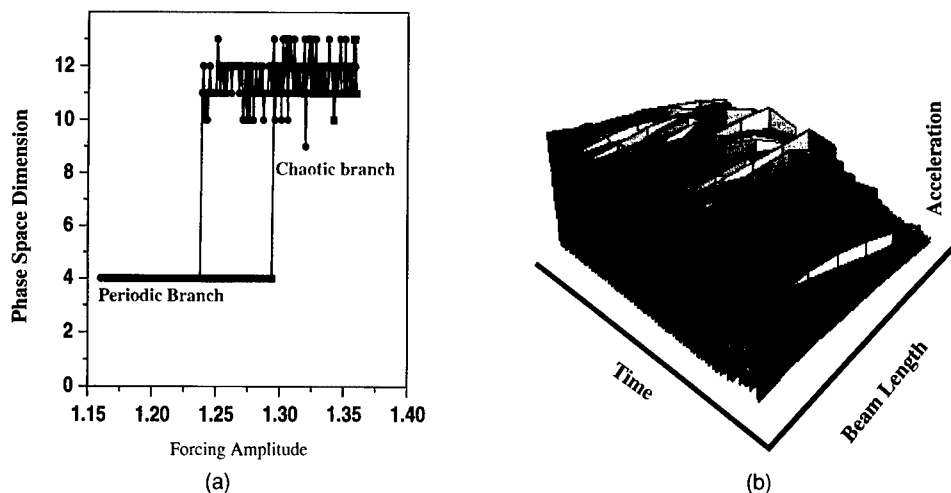 12
10
8
6
4
2
0
Phase Space Dimension
Chaotic branch
Periodic Branch
1.15 1.20 1.25 1.30 1.35 1.40
Forcing Amplitude
(a)
Acceleration
Time
Beam Length
(b)